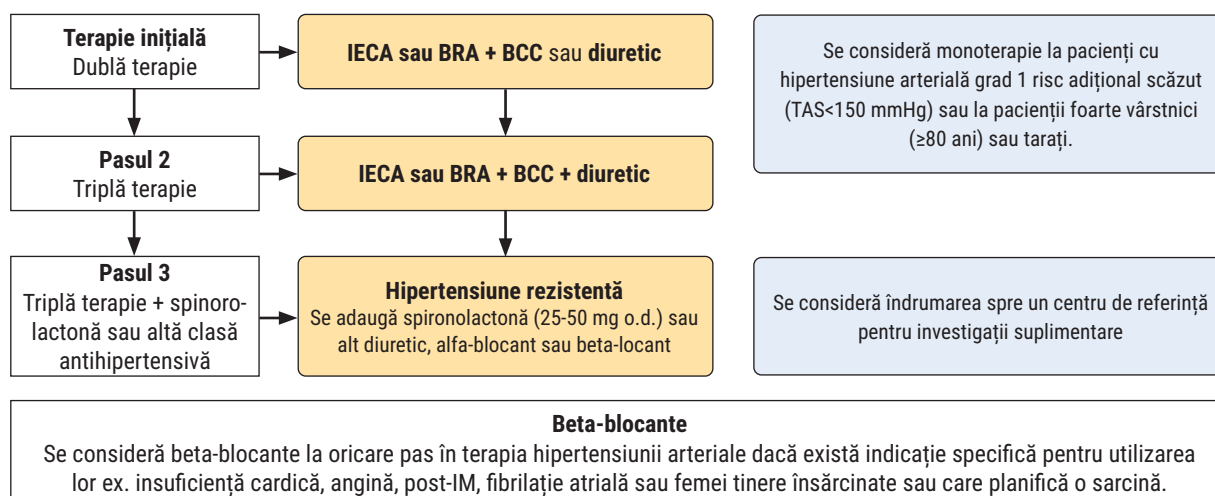 Terapie inițială
Dublă terapie
IECA sau BRA + BCC sau diuretic
Se consideră monoterapie la pacienți cu
hipertensiune arterială grad 1 risc adițional scăzut
(TAS<150 mmHg) sau la pacienții foarte vârstnici
(≥80 ani) sau tarați.
Pasul 2
Triplă terapie
IECA sau BRA + BCC + diuretic
Pasul 3
Triplă terapie + spinoro-
lactonă sau altă clasă
antihipertensivă
Hipertensiune rezistentă
Se adaugă spironolactonă (25-50 mg o.d.) sau
alt diuretic, alfa-blocant sau beta-locant
Se consideră îndrumarea spre un centru de referință
pentru investigații suplimentare
Beta-blocante
Se consideră beta-blocante la oricare pas în terapia hipertensiunii arteriale dacă există indicație specifică pentru utilizarea
lor ex. insuficiență cardică, angină, post-IM, fibrilație atrială sau femei tinere însărcinate sau care planifică o sarcină.